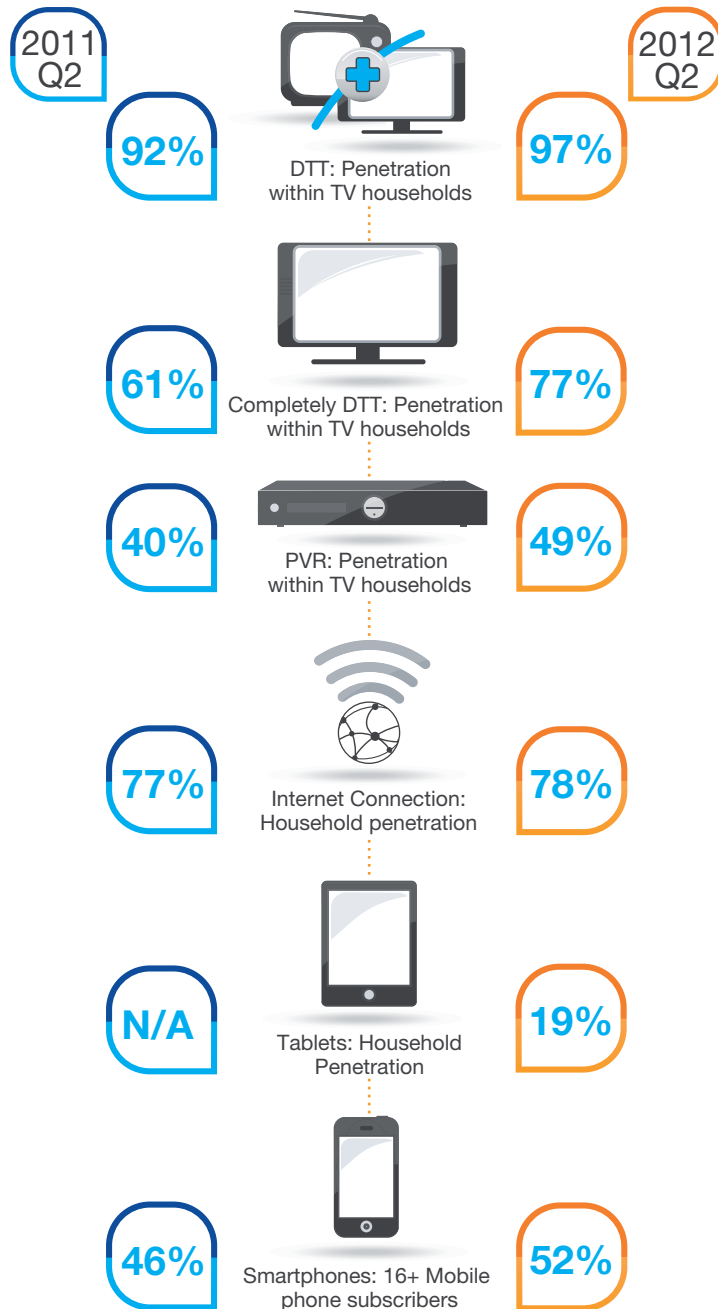 2011
Q2
2012
Q2
92%
97%
DTT: Penetration
within TV households
61%
77%
Completely DTT: Penetration
within TV households
40%
49%
PVR: Penetration
within TV households
77%
78%
Internet Connection:
Household penetration
N/A
19%
Tablets: Household
Penetration
46%
52%
Smartphones: 16+ Mobile
phone subscribers